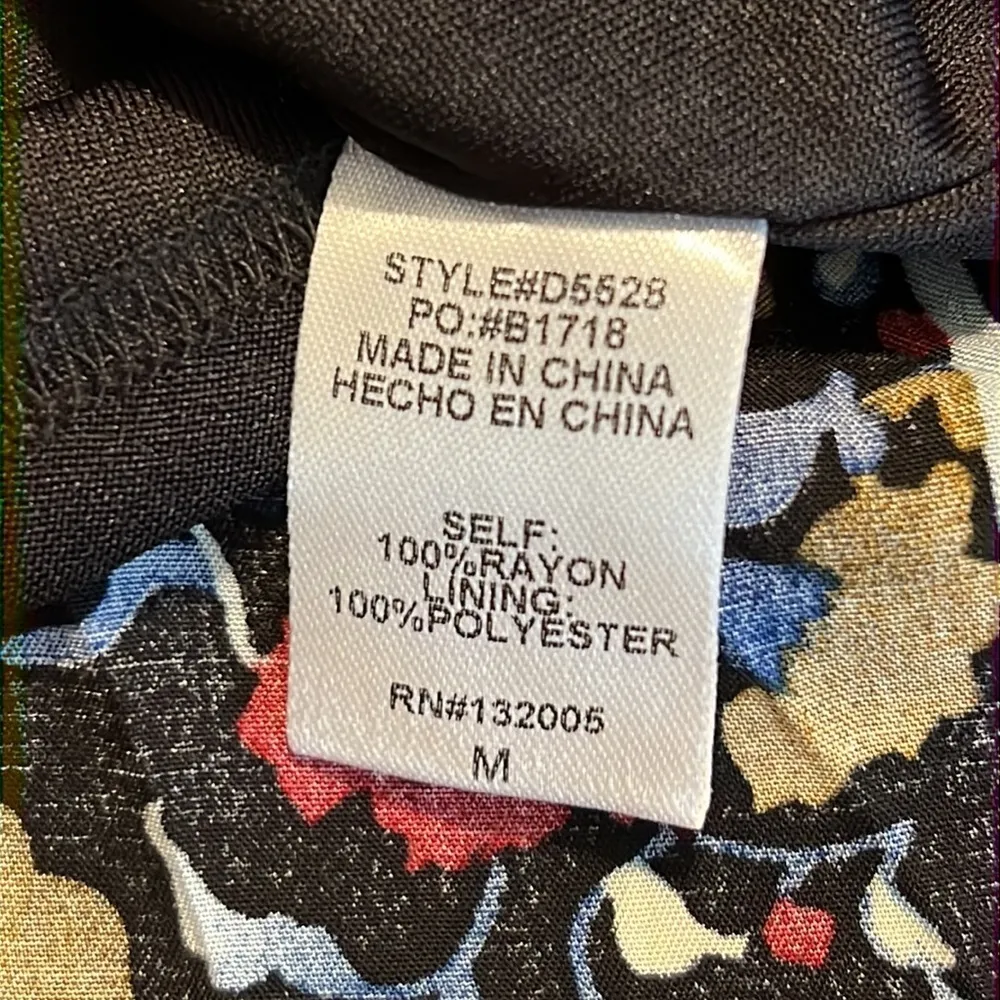 STYLE#D5528
PO:#B1718
MADE IN CHINA
HECHO EN CHINA
SELF:
100%RAYON
LINING:
100%POLYESTER
RN#132005
M